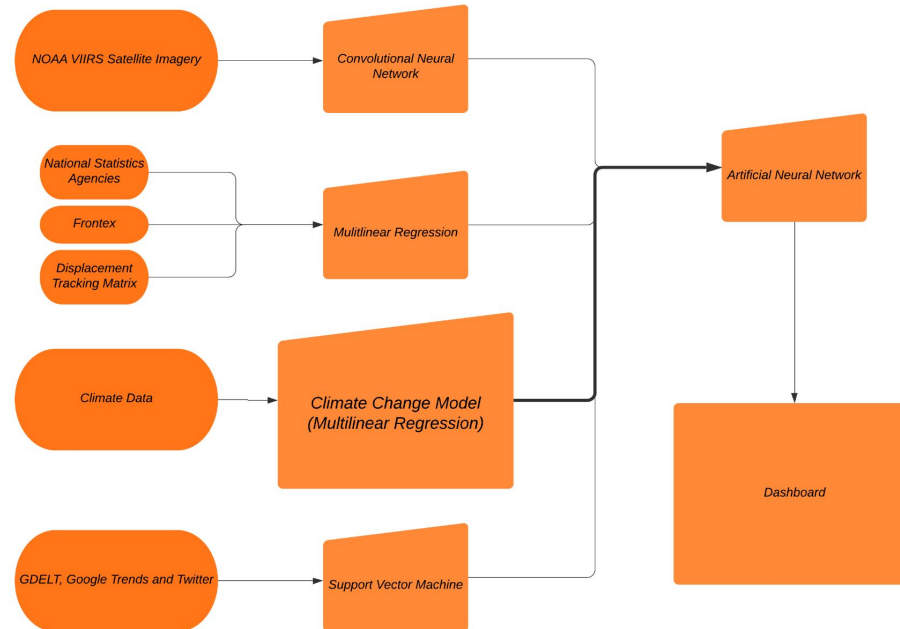 NOAA VIIRS Satellite Imagery
Convolutional Neural
Network
National Statistics
Agencies
Frontex
Displacement
Tracking Matrix
Mulitlinear Regression
Artificial Neural Network
Climate Data
Climate Change Model
(Multilinear Regression)
Dashboard
GDELT, Google Trends and Twitter
Support Vector Machine